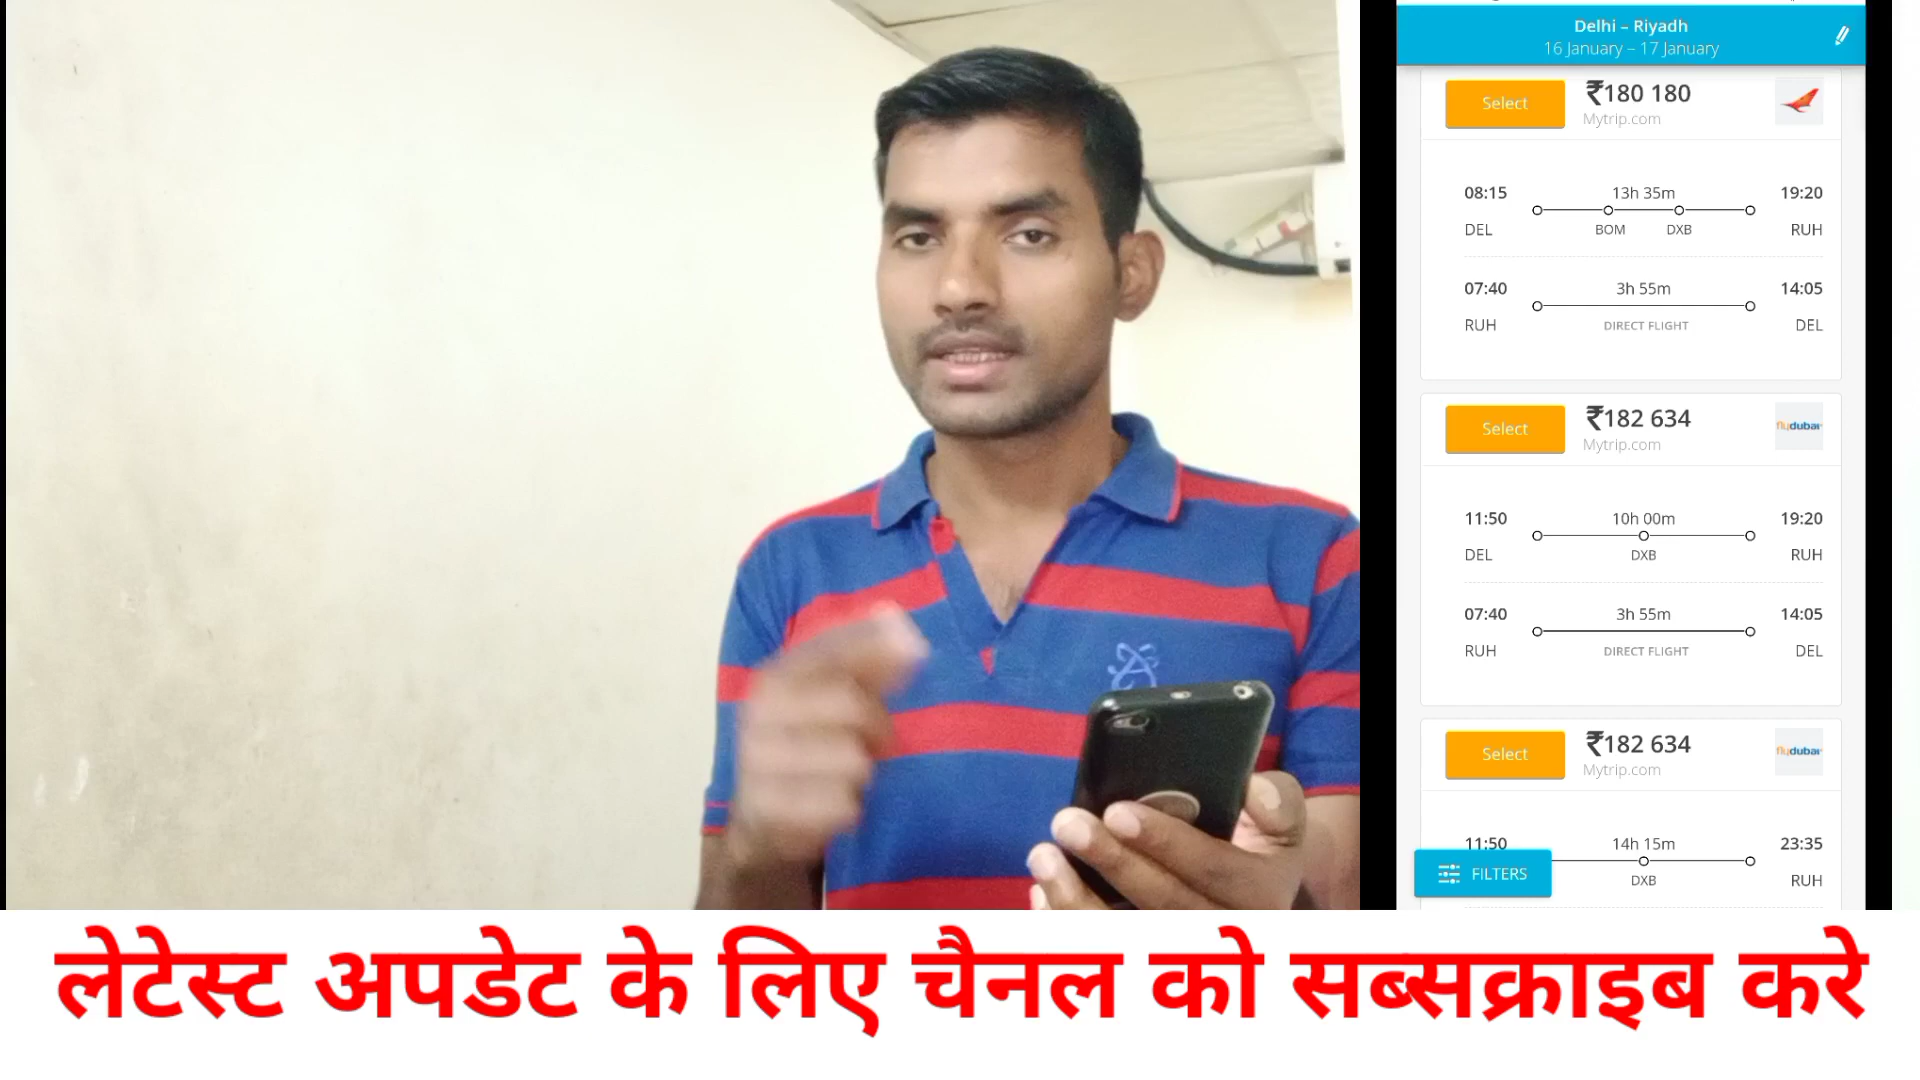 Delhi – Riyadh
16 January – 17 January
Select
₹180 180
Mytrip.com
08:15
13h 35m
19:20
DEL
BOM
DXB
RUH
07:40
3h 55m
14:05
RUH
DIRECT FLIGHT
DEL
Select
₹182 634
Mytrip.com
flydubai
11:50
10h 00m
19:20
DEL
DXB
RUH
07:40
3h 55m
14:05
RUH
DIRECT FLIGHT
DEL
Select
₹182 634
Mytrip.com
flydubai
11:50
14h 15m
23:35
FILTERS
DXB
RUH
लेटेस्ट अपडेट के लिए चैनल को सब्सक्राइब करे